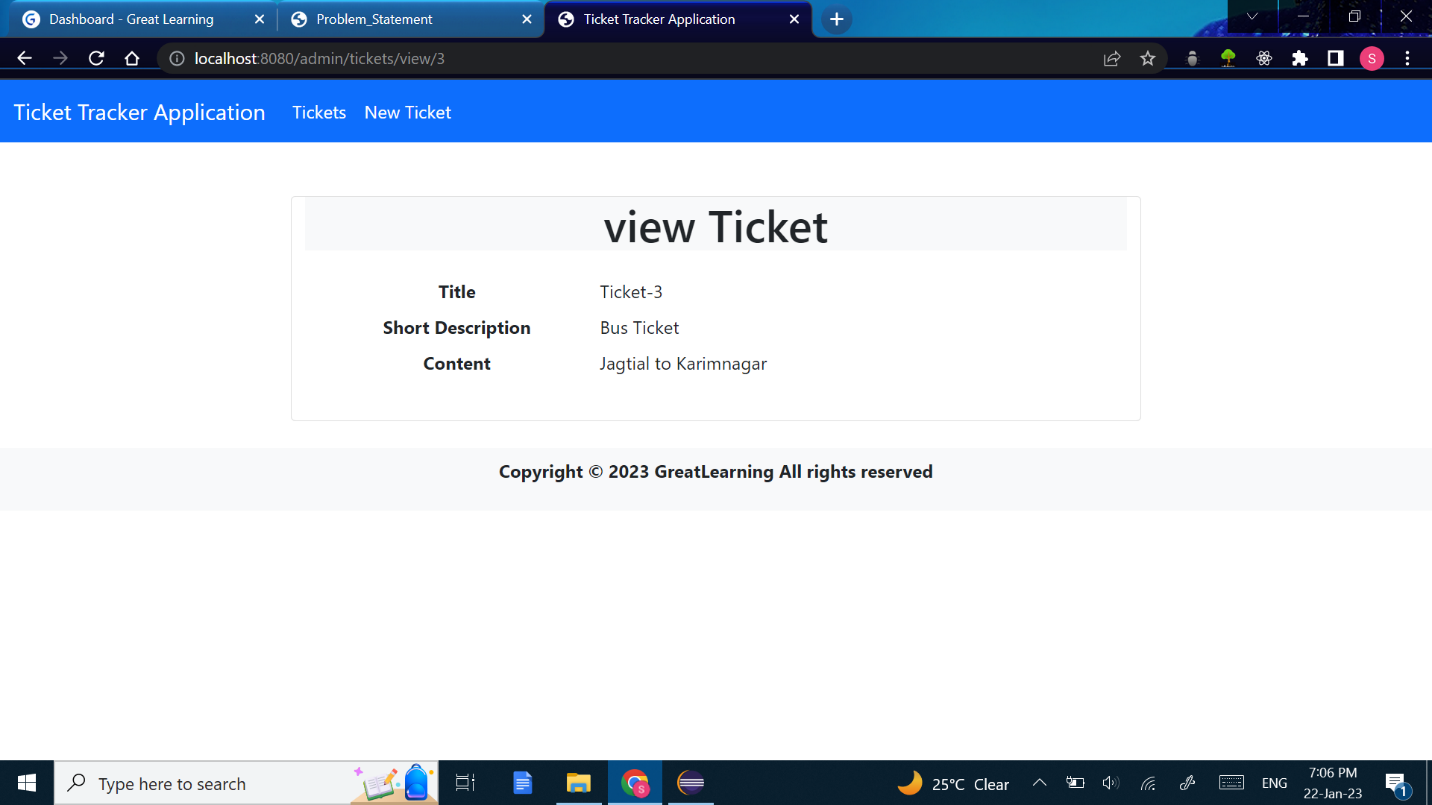 Dashboard - Great Learning
Problem_Statement
Ticket Tracker Application
localhost:8080/admin/tickets/view/3
S
Ticket Tracker Application Tickets New Ticket
view Ticket
Title Ticket-3
Short Description Bus Ticket
Content Jagtial to Karimnagar
Copyright © 2023 GreatLearning All rights reserved
Type here to search
S
25°C Clear
ENG
7:06 PM
22-Jan-23
1